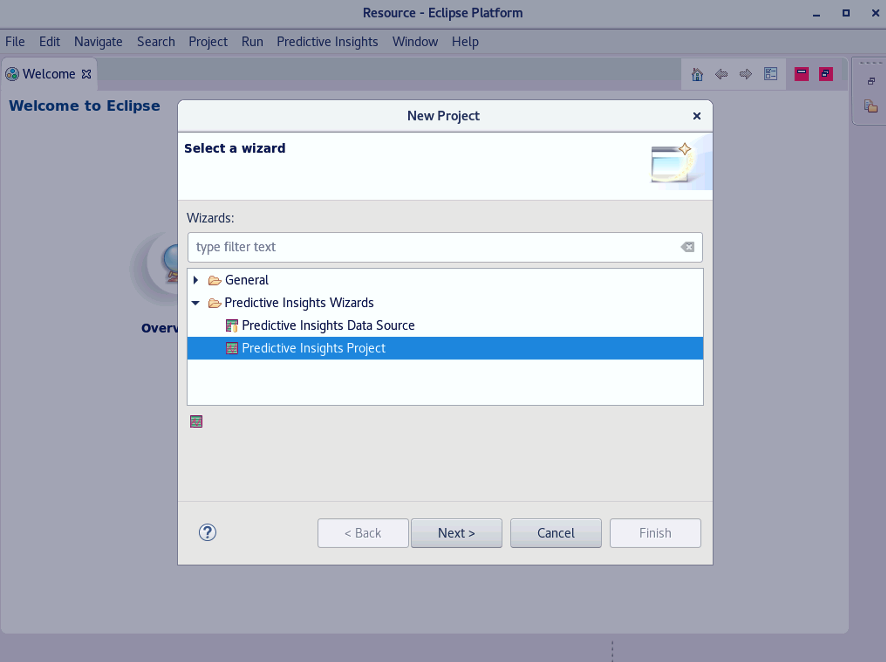 Resource - Eclipse Platform
File Edit Navigate Search Project Run Predictive Insights Window Help
Welcome
Welcome to Eclipse
New Project
Select a wizard
Wizards:
type filter text
General
Predictive Insights Wizards
Predictive Insights Data Source
Overv
Predictive Insights Project
?
< Back Next > Cancel Finish